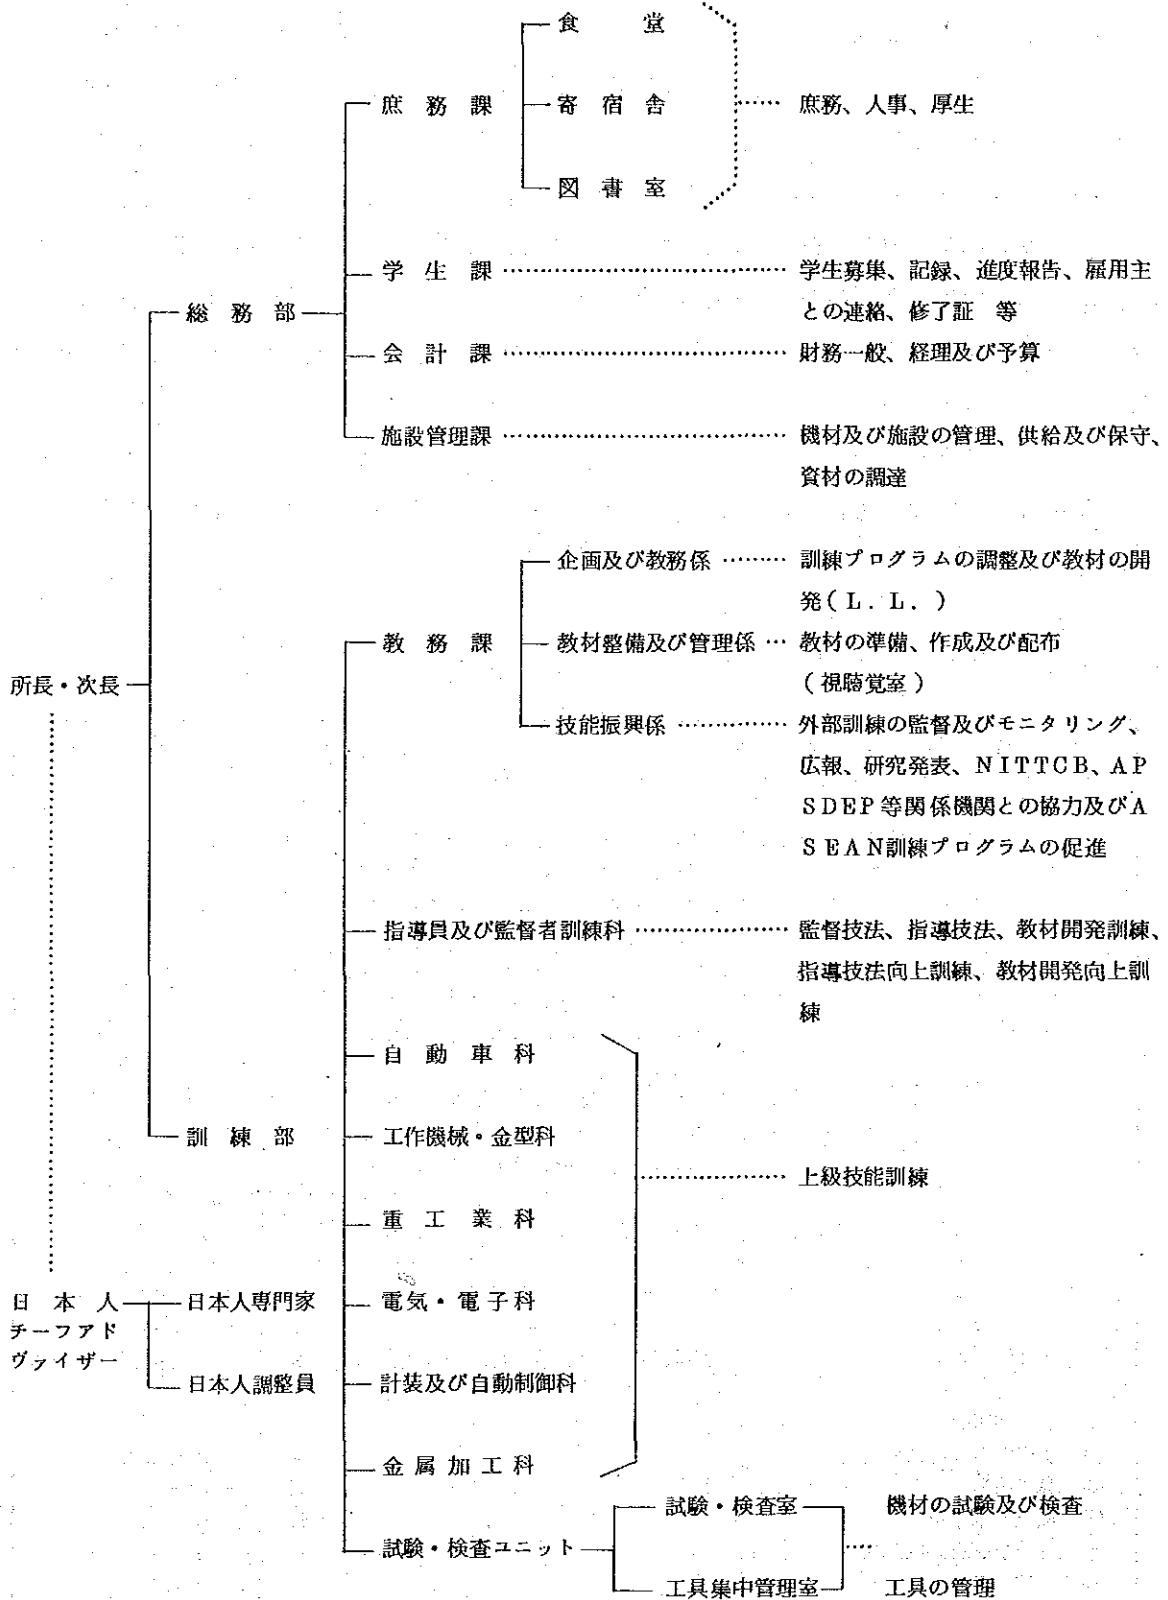 食堂
庶務課
寄宿舎
庶務、人事、厚生
図書室
学生課
学生募集、記録、進度報告、雇用主
との連絡、修了証 等
総務部
会計課
財務一般、経理及び予算
施設管理課
機材及び施設の管理、供給及び保守、
資材の調達
企画及び教務係
訓練プログラムの調整及び教材の開
発(L.L.)
教務課
教材整備及び管理係
教材の準備、作成及び配布
(視聴覚室)
所長・次長
技能振興係
外部訓練の監督及びモニタリング、
広報、研究発表、NITTCB、AP
SDEP等関係機関との協力及びA
SEAN訓練プログラムの促進
指導員及び監督者訓練科
監督技法、指導技法、教材開発訓練、
指導技法向上訓練、教材開発向上訓
練
自動車科
訓練部
工作機械・金型科
上級技能訓練
重工業科
日本人
チーフアド
ヴァイザー
日本人専門家
電気・電子科
日本人調整員
計装及び自動制御科
金属加工科
試験・検査室
機材の試験及び検査
試験・検査ユニット
工具集中管理室
工具の管理